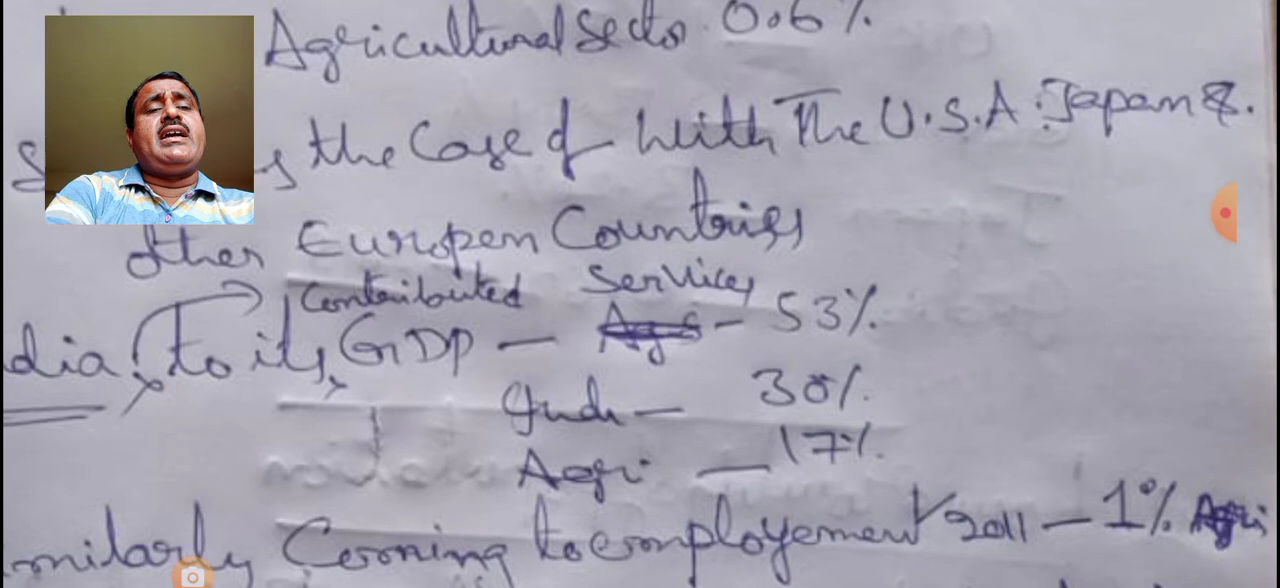 Agricultural Secto. 0.6%
the Case of with The U.S.A. Japan &.
other Europen Countries
Contributed Services
dia, to its GDP — Agri - 53%
Indu — 30%
Agri — 17%
milarly Coming to employement 2011 — 1% Agri